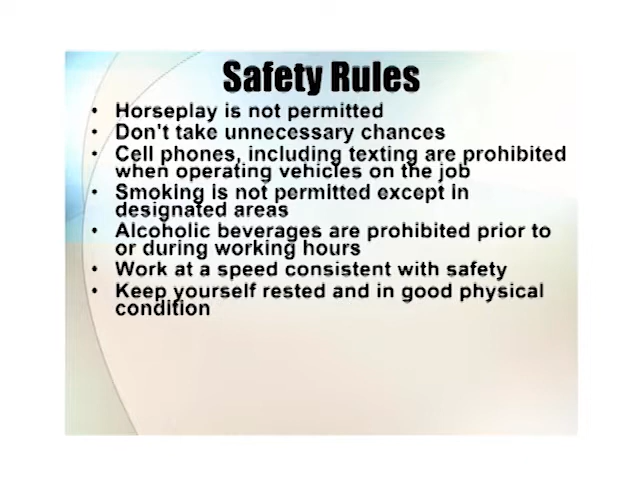 Safety Rules
• Horseplay is not permitted
• Don't take unnecessary chances
• Cell phones, including texting are prohibited
when operating vehicles on the job
• Smoking is not permitted except in
designated areas
• Alcoholic beverages are prohibited prior to
or during working hours
• Work at a speed consistent with safety
• Keep yourself rested and in good physical
condition